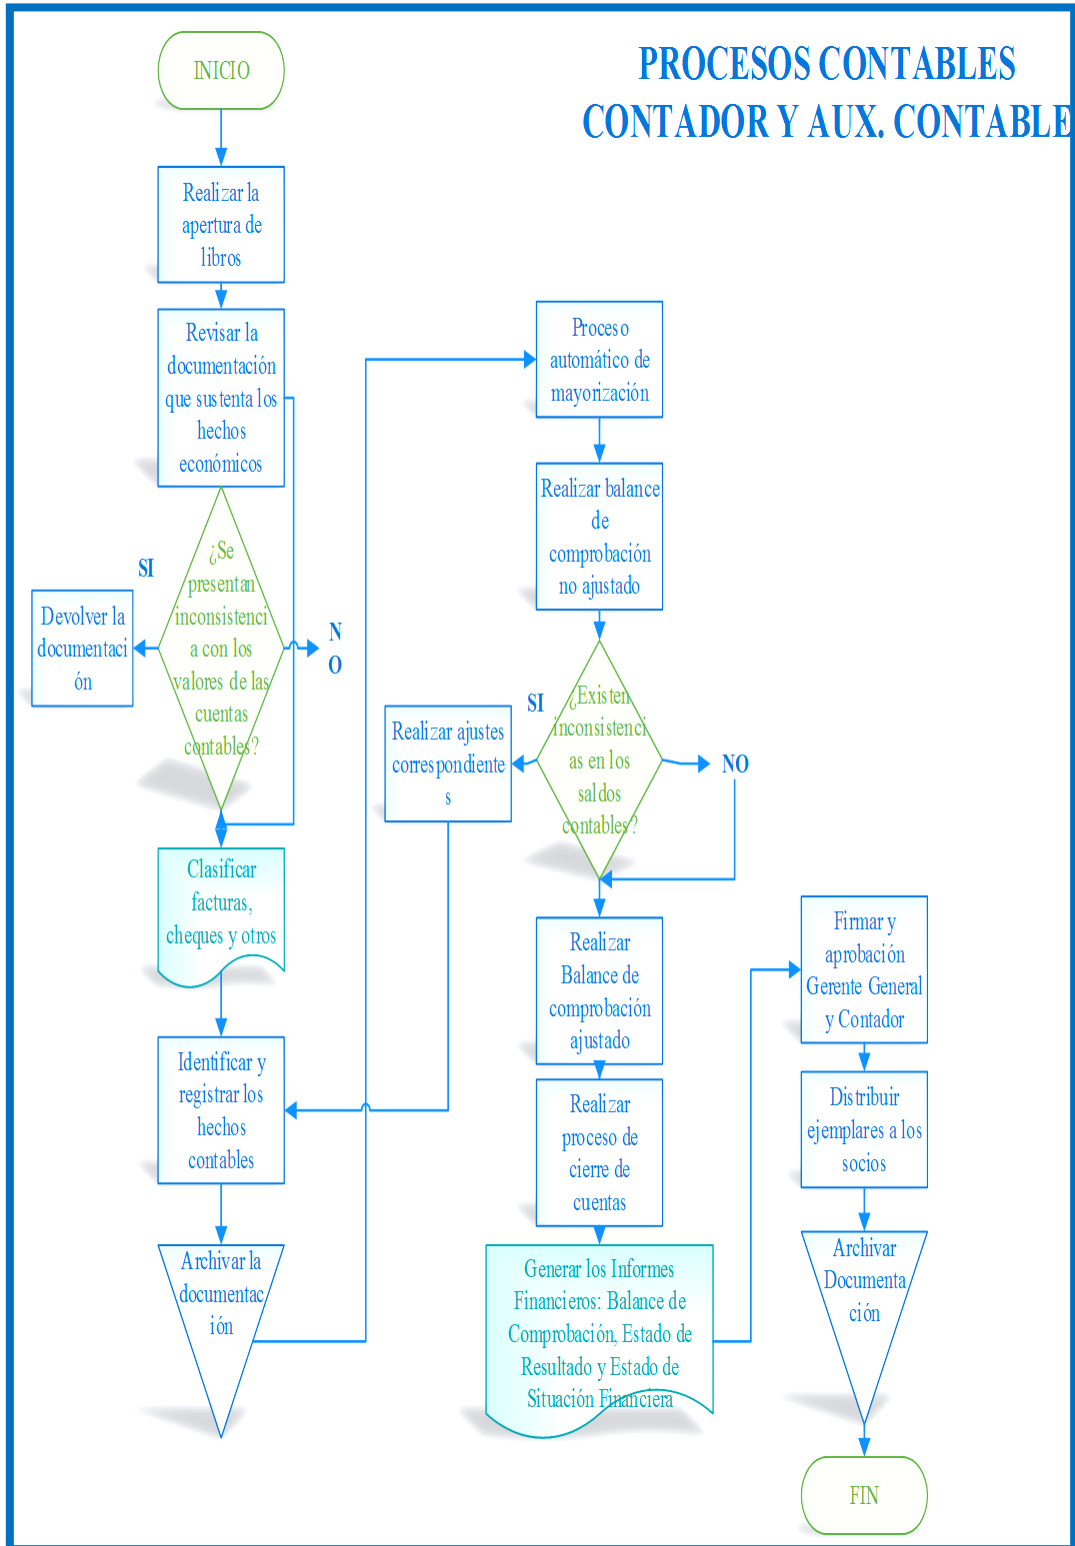 PROCESOS CONTABLES
CONTADOR Y AUX. CONTABLE
INICIO
Realizar la
apertura de
libros
Revisar la
documentación
que sustenta los
hechos
económicos
¿Se
presentan
inconsistenci
a con los
valores de las
cuentas
contables?
SI
Devolver la
documentaci
ón
N
O
Clasificar
facturas,
cheques y otros
Identificar y
registrar los
hechos
contables
Archivar la
documentac
ión
Proceso
automático de
mayorización
Realizar balance
de
comprobación
no ajustado
¿Existen
inconsistenci
as en los
saldos
contables?
SI
Realizar ajustes
correspondiente
s
NO
Realizar
Balance de
comprobación
ajustado
Realizar
proceso de
cierre de
cuentas
Generar los Informes
Financieros: Balance de
Comprobación, Estado de
Resultado y Estado de
Situación Financiera
Firmar y
aprobación
Gerente General
y Contador
Distribuir
ejemplares a los
socios
Archivar
Documenta
ción
FIN